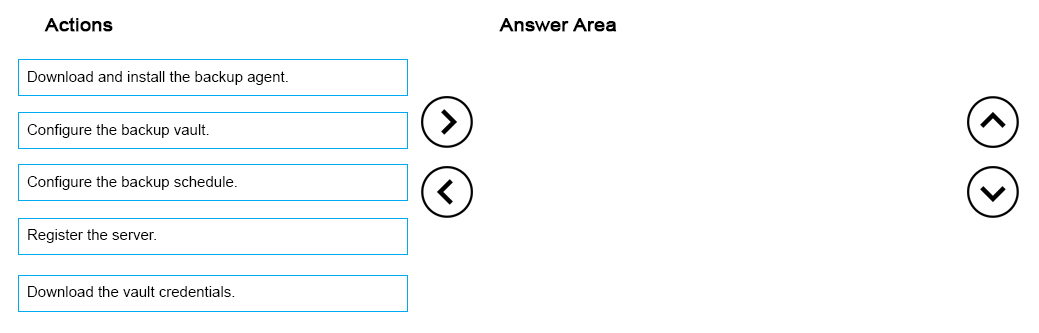 Actions
Answer Area
Download and install the backup agent.
Configure the backup vault.
Configure the backup schedule.
Register the server.
Download the vault credentials.